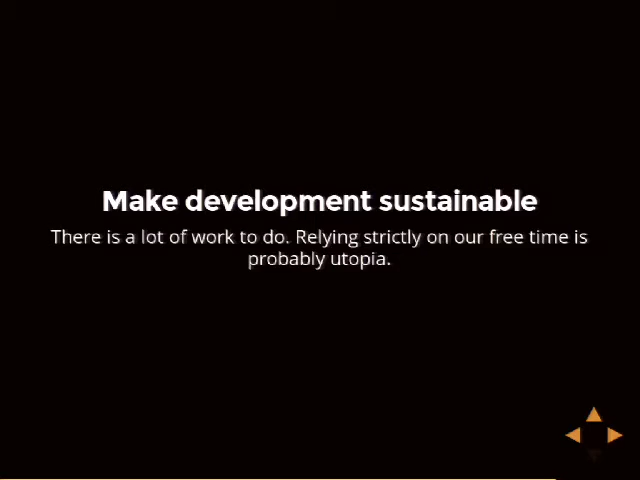 Make development sustainable
There is a lot of work to do. Relying strictly on our free time is
probably utopia.